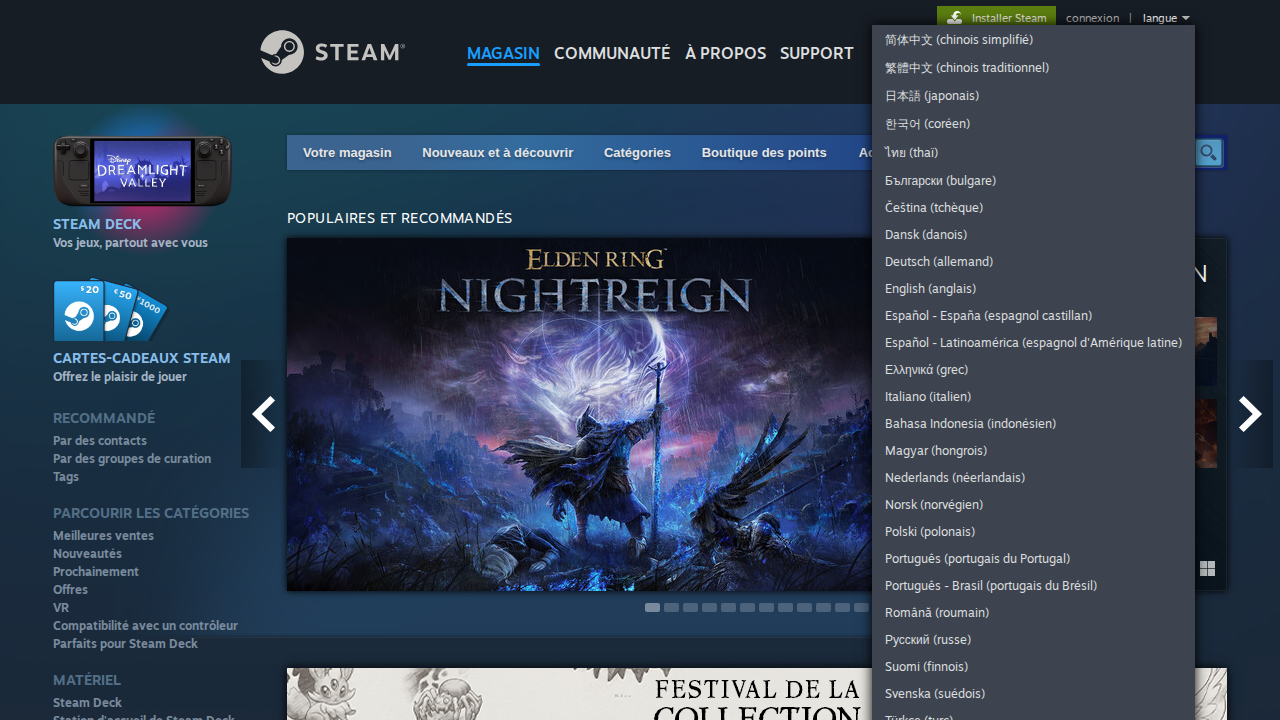 Installer Steam
connexion | langue
STEAM®
MAGASIN
COMMUNAUTÉ
À PROPOS
SUPPORT
简体中文 (chinois simplifié)
繁體中文 (chinois traditionnel)
日本語 (japonais)
한국어 (coréen)
ไทย (thaï)
Български (bulgare)
Čeština (tchèque)
Dansk (danois)
Deutsch (allemand)
English (anglais)
Español - España (espagnol castillan)
Español - Latinoamérica (espagnol d'Amérique latine)
Ελληνικά (grec)
Italiano (italien)
Bahasa Indonesia (indonésien)
Magyar (hongrois)
Nederlands (néerlandais)
Norsk (norvégien)
Polski (polonais)
Português (portugais du Portugal)
Português - Brasil (portugais du Brésil)
Română (roumain)
Русский (russe)
Suomi (finnois)
Svenska (suédois)
Türkçe (turc)
Disney
DREAMLIGHT
VALLEY
STEAM DECK
Vos jeux, partout avec vous
$ 20
€ 50
1000
CARTES-CADEAUX STEAM
Offrez le plaisir de jouer
RECOMMANDÉ
Par des contacts
Par des groupes de curation
Tags
PARCOURIR LES CATÉGORIES
Meilleures ventes
Nouveautés
Prochainement
Offres
VR
Compatibilité avec un contrôleur
Parfaits pour Steam Deck
MATÉRIEL
Steam Deck
Station d'accueil de Steam Deck
Votre magasin
Nouveaux et à découvrir
Catégories
Boutique des points
POPULAIRES ET RECOMMANDÉS
ELDEN RING
NIGHTREIGN
FESTIVAL DE LA
COLLECTION